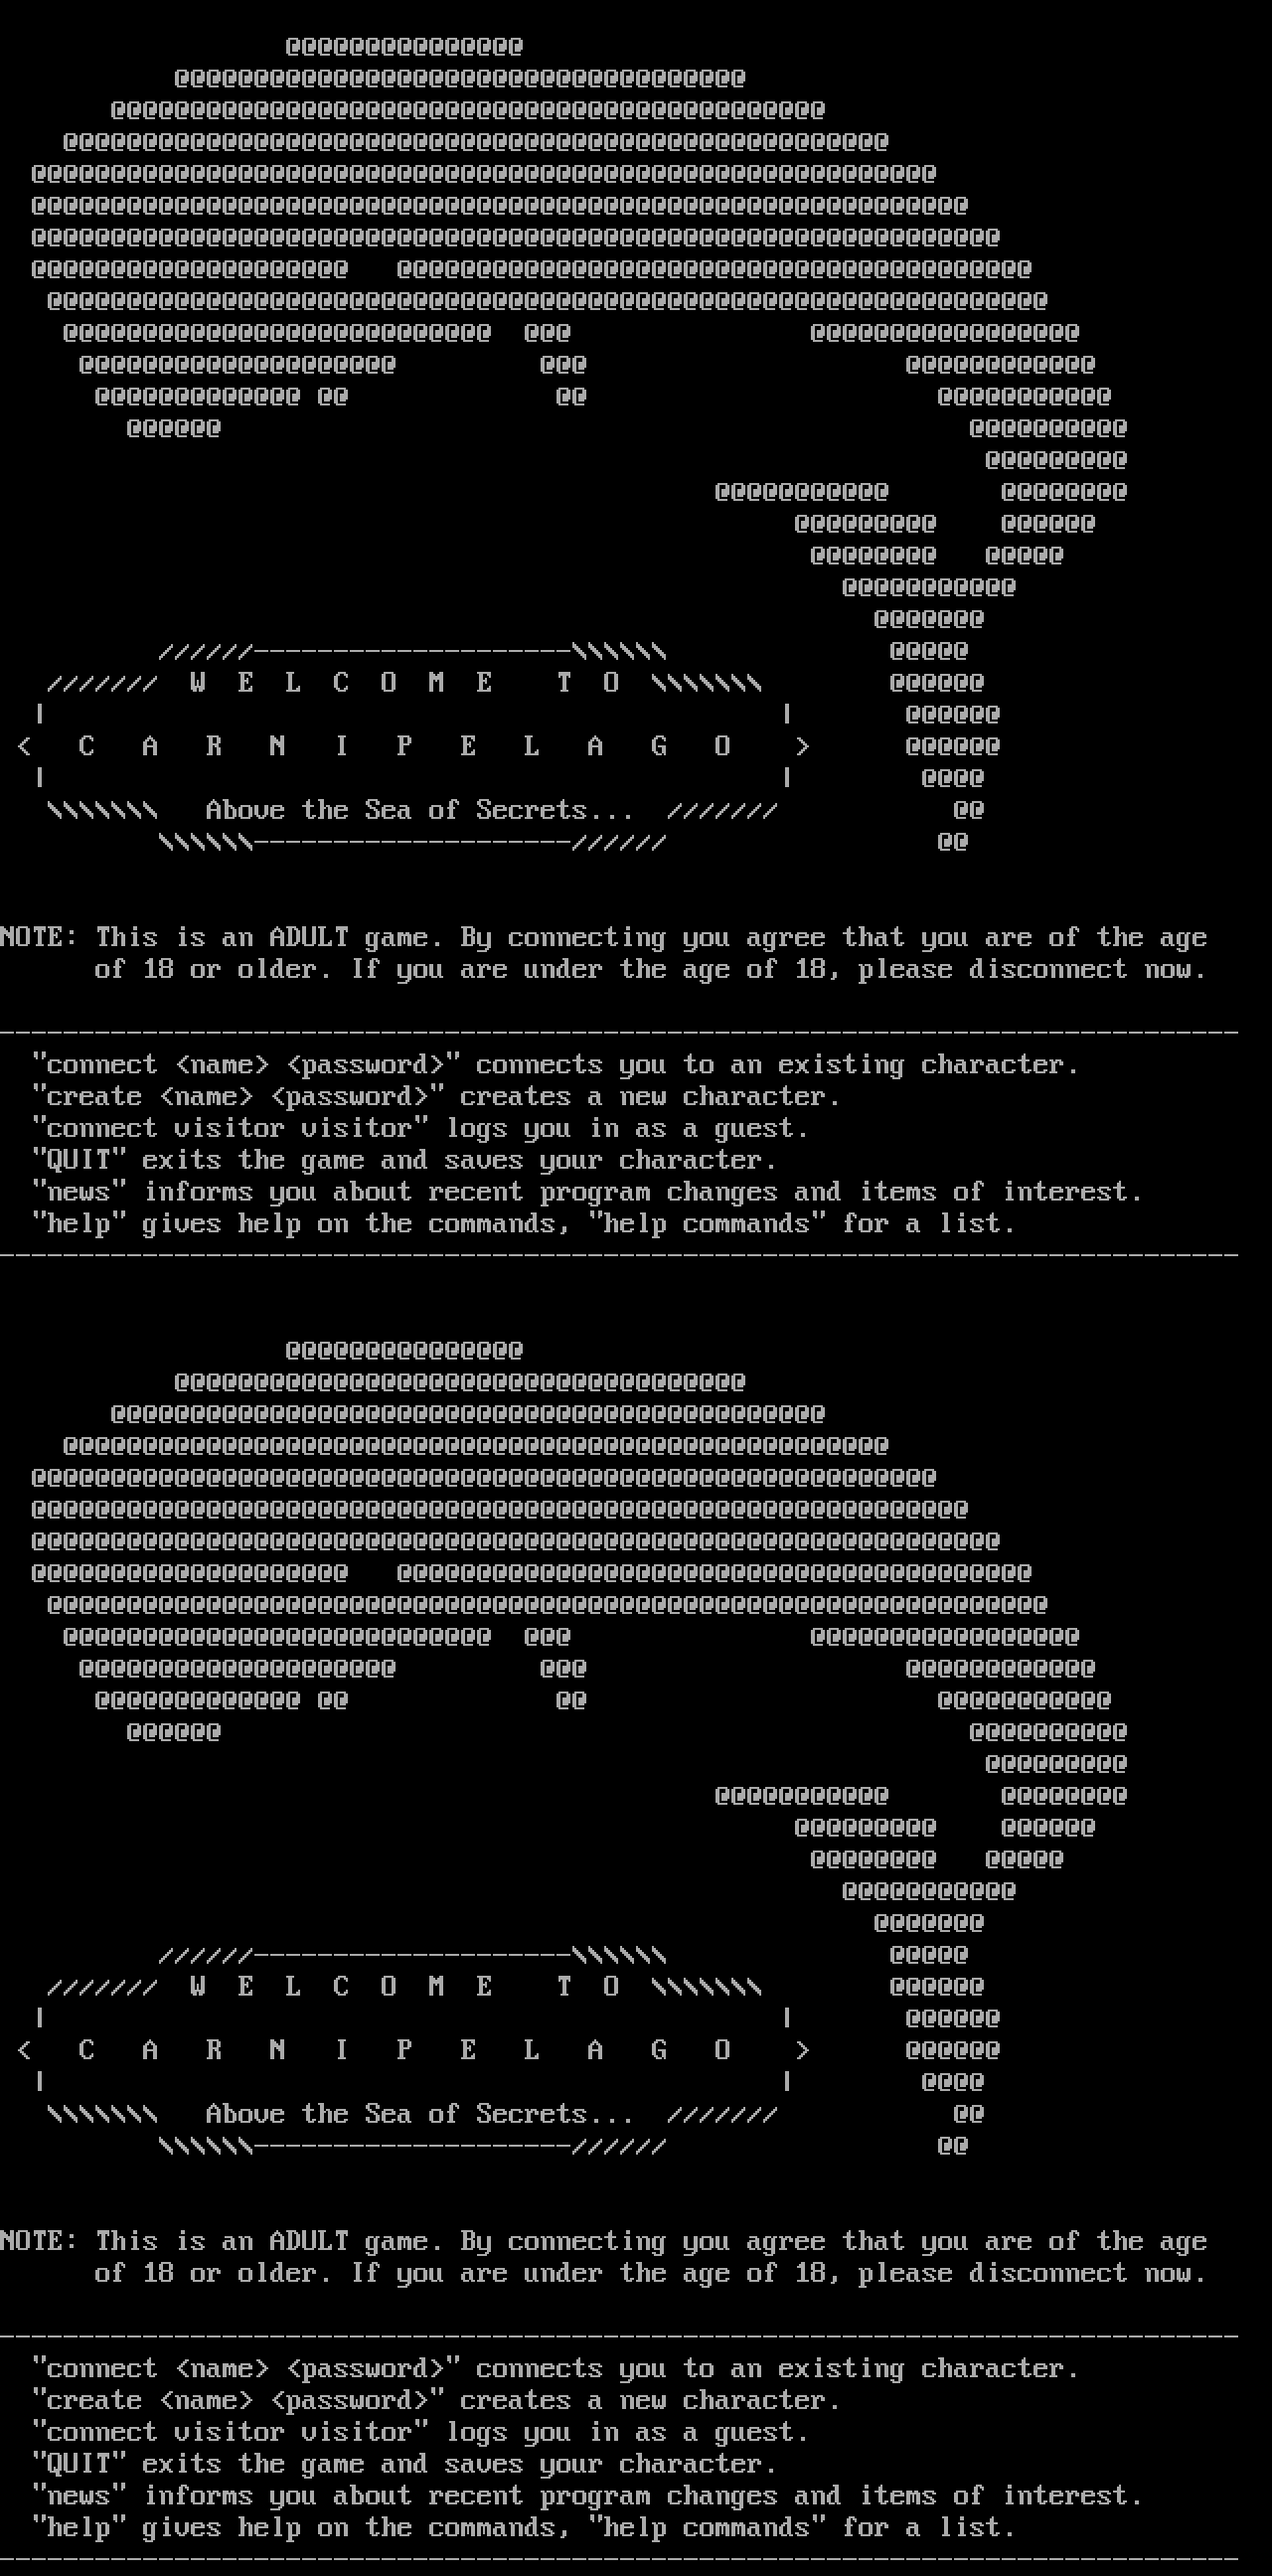 W E L C O M E T O
C A R N I P E L A G O
Above the Sea of Secrets...
NOTE: This is an ADULT game. By connecting you agree that you are of the age
of 18 or older. If you are under the age of 18, please disconnect now.
"connect <name> <password>" connects you to an existing character.
"create <name> <password>" creates a new character.
"connect visitor visitor" logs you in as a guest.
"QUIT" exits the game and saves your character.
"news" informs you about recent program changes and items of interest.
"help" gives help on the commands, "help commands" for a list.
W E L C O M E T O
C A R N I P E L A G O
Above the Sea of Secrets...
NOTE: This is an ADULT game. By connecting you agree that you are of the age
of 18 or older. If you are under the age of 18, please disconnect now.
"connect <name> <password>" connects you to an existing character.
"create <name> <password>" creates a new character.
"connect visitor visitor" logs you in as a guest.
"QUIT" exits the game and saves your character.
"news" informs you about recent program changes and items of interest.
"help" gives help on the commands, "help commands" for a list.